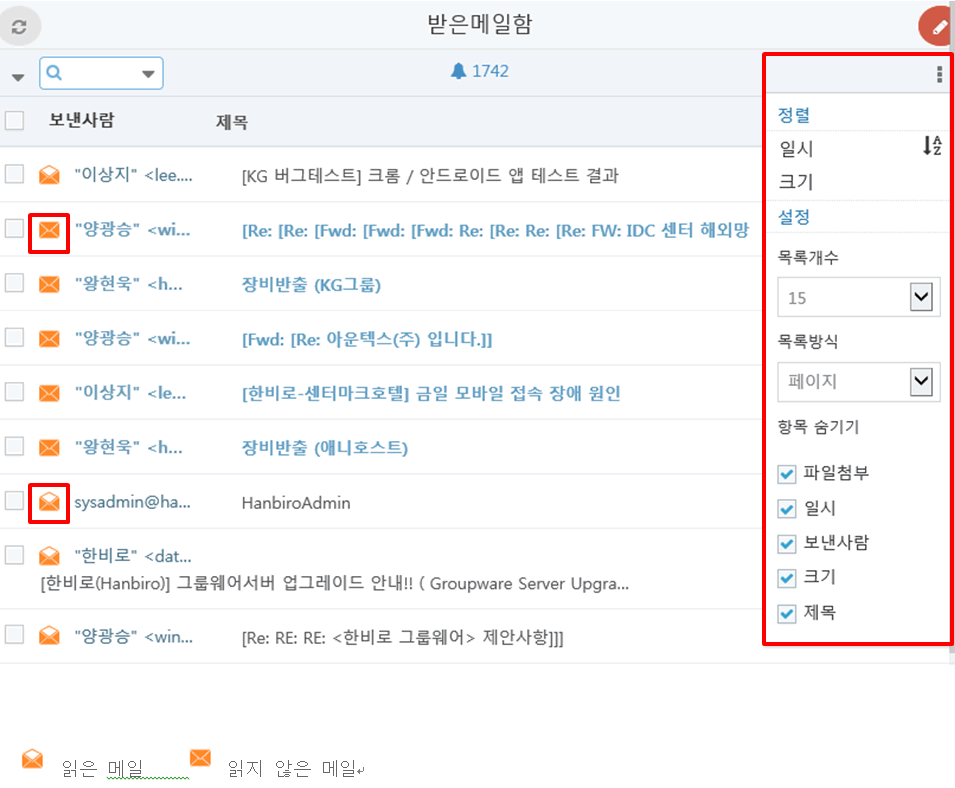 받은메일함
1742
보낸사람 제목
정렬
일시
크기
설정
목록개수
15
목록방식
페이지
항목 숨기기
파일첨부
일시
보낸사람
크기
제목
"이상지" <lee.... [KG 버그테스트] 크롬 / 안드로이드 앱 테스트 결과
"양광승" <wi... [Re: [Re: [Fwd: [Fwd: [Fwd: Re: [Re: Re: [Re: FW: IDC 센터 해외망
"왕현욱" <h... 장비반출 (KG그룹)
"양광승" <wi... [Fwd: [Re: 아운텍스(주) 입니다.]]
"이상지" <le... [한비로-센터마크호텔] 금일 모바일 접속 장애 원인
"왕현욱" <h... 장비반출 (애니호스트)
sysadmin@ha... HanbiroAdmin
"한비로" <dat...
[한비로(Hanbiro)] 그룹웨어서버 업그레이드 안내!! ( Groupware Server Upgra...
"양광승" <win... [Re: RE: RE: <한비로 그룹웨어> 제안사항]]]
읽은 메일 읽지 않은 메일